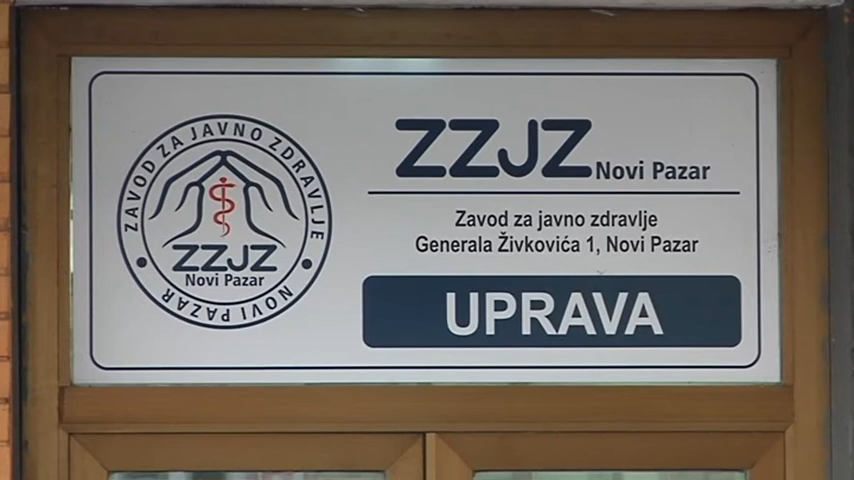 ZAVOD ZA JAVNO ZDRAVLJE
ZZJZ
Novi Pazar
NOVI PAZAR
ZZJZ Novi Pazar
Zavod za javno zdravlje
Generala Živkovića 1, Novi Pazar
UPRAVA